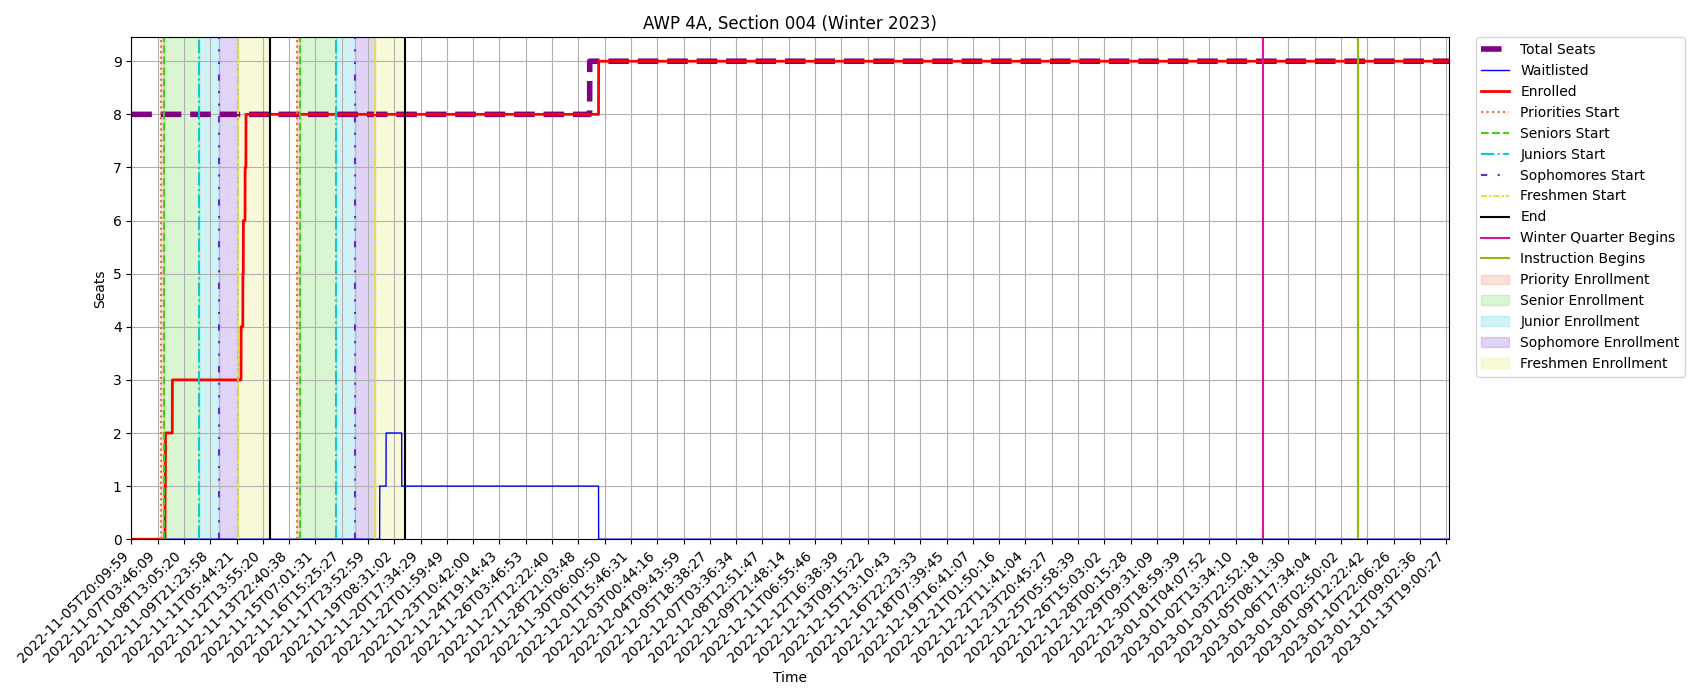 AWP 4A, Section 004 (Winter 2023)
Seats
9
8
7
6
5
4
3
2
1
0
2022-11-05T20:09:59
2022-11-07T03:46:09
2022-11-08T13:05:20
2022-11-09T21:23:58
2022-11-11T05:44:21
2022-11-12T13:55:20
2022-11-13T22:40:38
2022-11-15T07:01:31
2022-11-16T15:25:27
2022-11-17T23:52:59
2022-11-19T08:31:02
2022-11-20T17:34:29
2022-11-22T01:59:49
2022-11-23T10:42:00
2022-11-24T19:14:43
2022-11-26T03:46:53
2022-11-27T12:22:40
2022-11-28T21:03:48
2022-11-30T06:00:50
2022-12-01T15:46:31
2022-12-03T00:44:16
2022-12-04T09:43:59
2022-12-05T18:38:27
2022-12-07T03:36:34
2022-12-08T12:51:47
2022-12-09T21:48:14
2022-12-11T06:55:46
2022-12-12T16:38:39
2022-12-13T09:15:22
2022-12-15T13:10:43
2022-12-16T22:23:33
2022-12-18T07:39:45
2022-12-19T16:41:07
2022-12-21T01:50:16
2022-12-22T11:41:04
2022-12-23T20:45:27
2022-12-25T05:58:39
2022-12-26T15:03:02
2022-12-28T00:15:28
2022-12-29T09:31:09
2022-12-30T18:59:39
2023-01-01T04:07:52
2023-01-02T13:34:10
2023-01-03T22:52:18
2023-01-05T08:11:30
2023-01-06T17:34:04
2023-01-08T02:50:02
2023-01-09T12:22:42
2023-01-10T22:06:26
2023-01-12T09:02:36
2023-01-13T19:00:27
Time
Total Seats
Waitlisted
Enrolled
Priorities Start
Seniors Start
Juniors Start
Sophomores Start
Freshmen Start
End
Winter Quarter Begins
Instruction Begins
Priority Enrollment
Senior Enrollment
Junior Enrollment
Sophomore Enrollment
Freshmen Enrollment